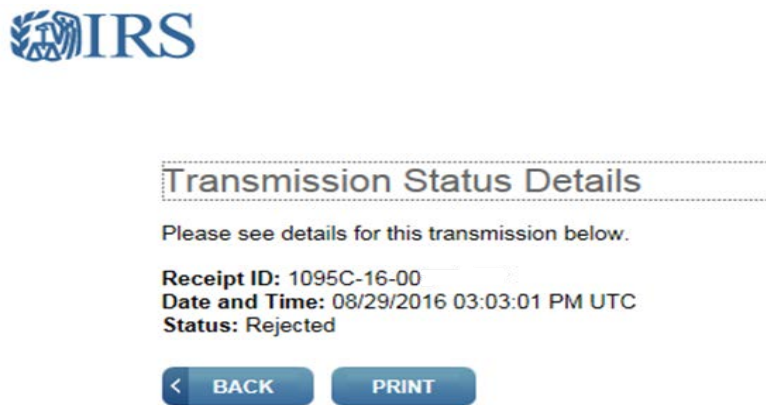 IRS
Transmission Status Details
Please see details for this transmission below.
Receipt ID: 1095C-16-00
Date and Time: 08/29/2016 03:03:01 PM UTC
Status: Rejected
< BACK PRINT